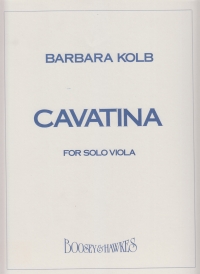 BARBARA KOLB
CAVATINA
FOR SOLO VIOLA
BOOSEY & HAWKES